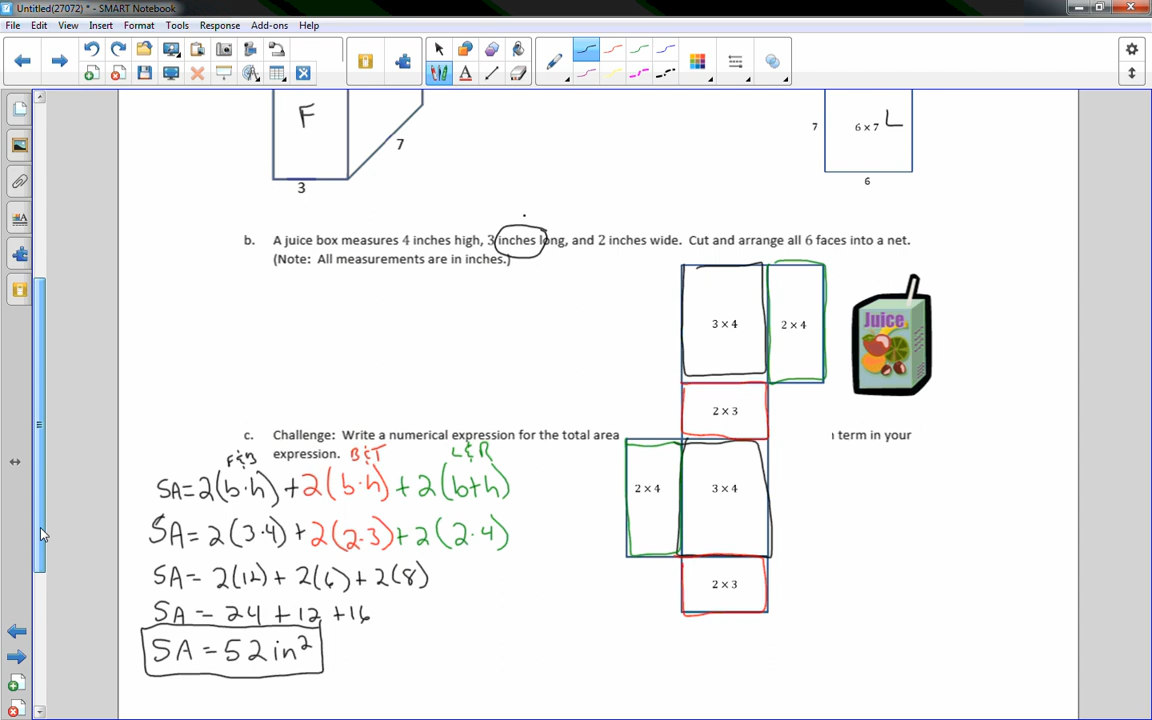 Untitled(27072) * - SMART Notebook
File Edit View Insert Format Tools Response Add-ons Help
F
7
3
7
6 × 7 L
6
b. A juice box measures 4 inches high, 3 inches long, and 2 inches wide. Cut and arrange all 6 faces into a net.
(Note: All measurements are in inches.)
3 × 4
2 × 4
Juice
2 × 3
c. Challenge: Write a numerical expression for the total area
term in your
expression.
F&B B&T L&R
SA=2(b·h)+2(b·h)+2(b+h)
2 × 4
3 × 4
SA=2(3·4)+2(2·3)+2(2·4)
SA= 2(12)+2(6)+2(8)
2 × 3
SA = 24+12+16
SA=52in²